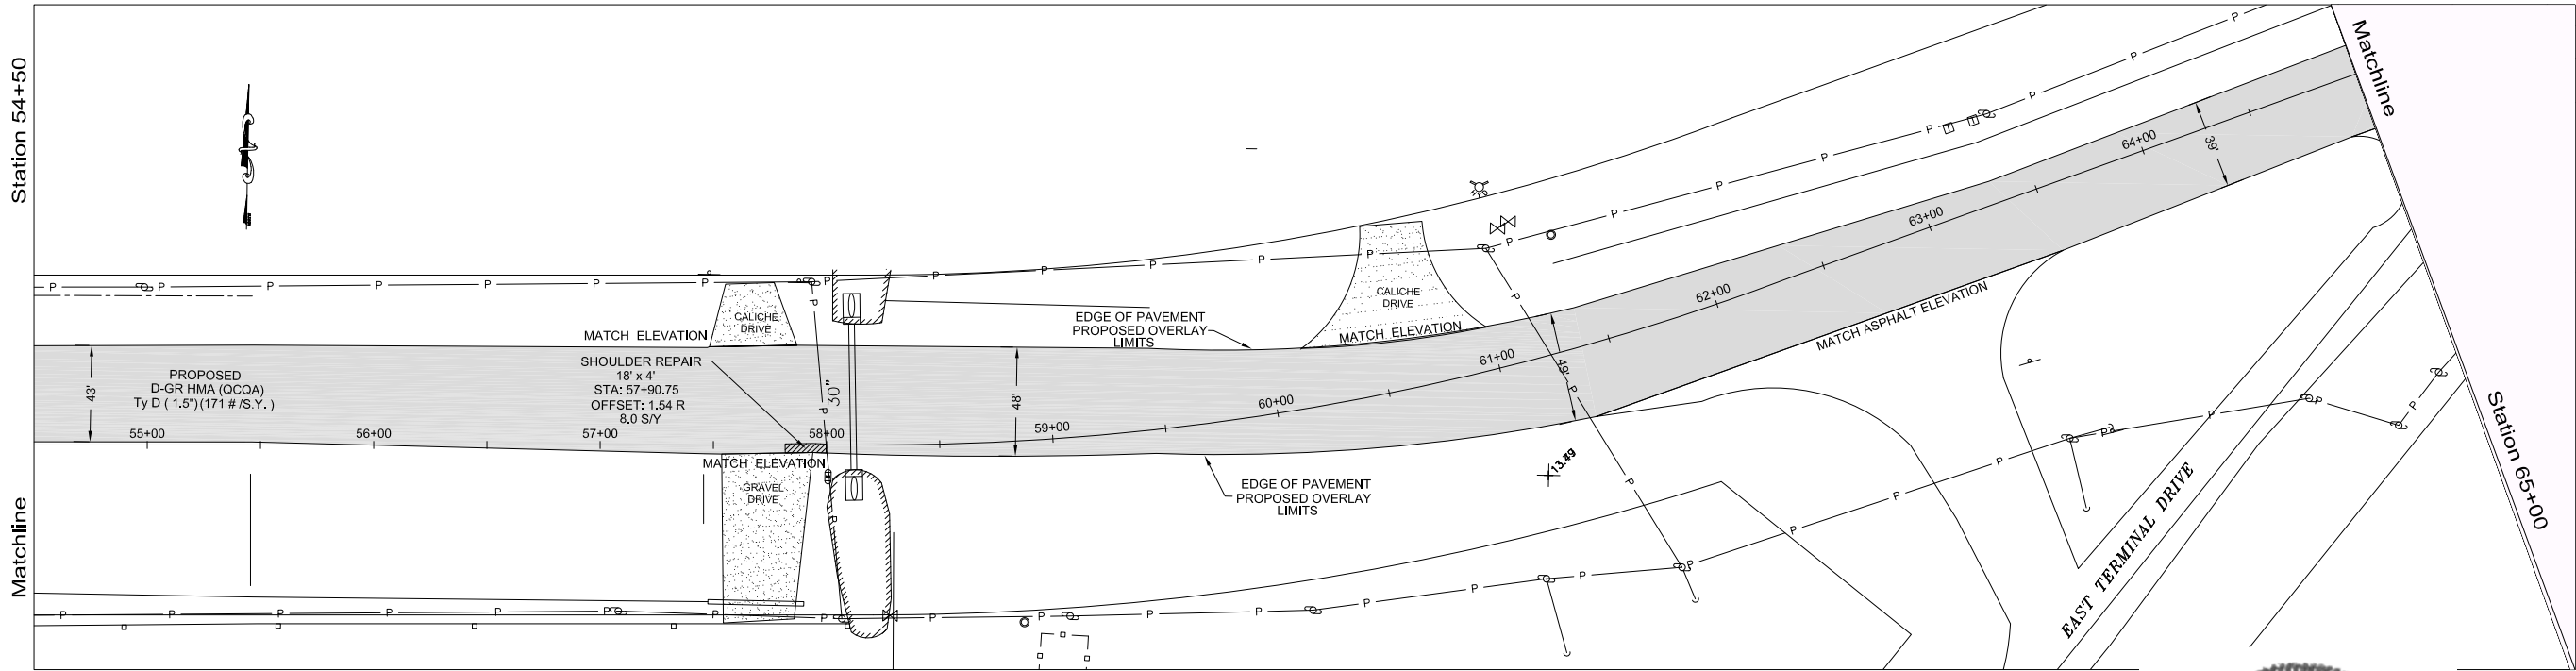 Station 54+50
Matchline
Matchline
Station 65+00
PROPOSED
D-GR HMA (QCQA)
Ty D ( 1.5")(171 # /S.Y. )
43'
55+00
56+00
57+00
58+00
59+00
60+00
61+00
62+00
63+00
64+00
MATCH ELEVATION
CALICHE
DRIVE
SHOULDER REPAIR
18' x 4'
STA: 57+90.75
OFFSET: 1.54 R
8.0 S/Y
30"
MATCH ELEVATION
GRAVEL
DRIVE
48'
EDGE OF PAVEMENT
PROPOSED OVERLAY
LIMITS
CALICHE
DRIVE
MATCH ELEVATION
49'
EDGE OF PAVEMENT
PROPOSED OVERLAY
LIMITS
13.49
MATCH ASPHALT ELEVATION
39'
EAST TERMINAL DRIVE